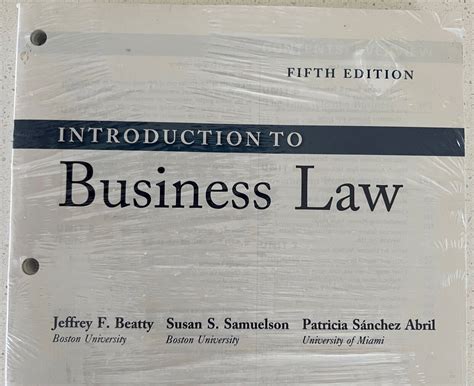 FIFTH EDITION
INTRODUCTION TO
Business Law
Jeffrey F. Beatty Susan S. Samuelson Patricia Sánchez Abril
Boston University Boston University University of Miami